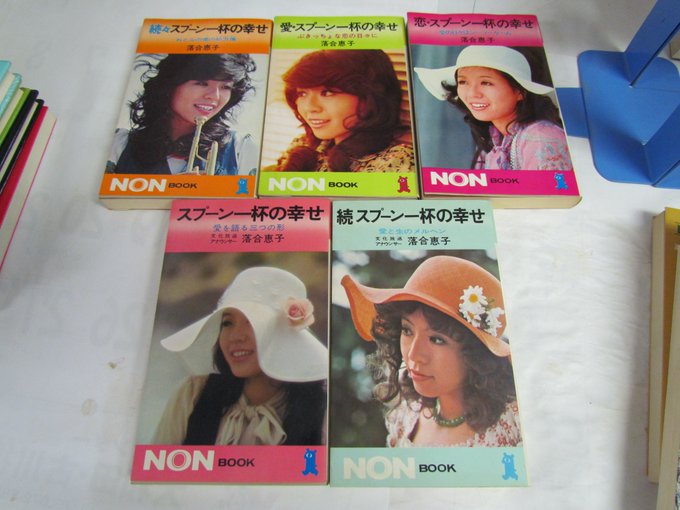 続々スプーン一杯の幸せ
落合恵子
NON BOOK
愛・スプーン一杯の幸せ
ぶきっちょな恋の日々に
落合恵子
NON BOOK
恋・スプーン一杯の幸せ
落合恵子
NON BOOK
スプーン一杯の幸せ
愛を語る三つの形
文化放送
アナウンサー 落合恵子
NON BOOK
続 スプーン一杯の幸せ
愛と生のメルヘン
文化放送
アナウンサー 落合恵子
NON BOOK